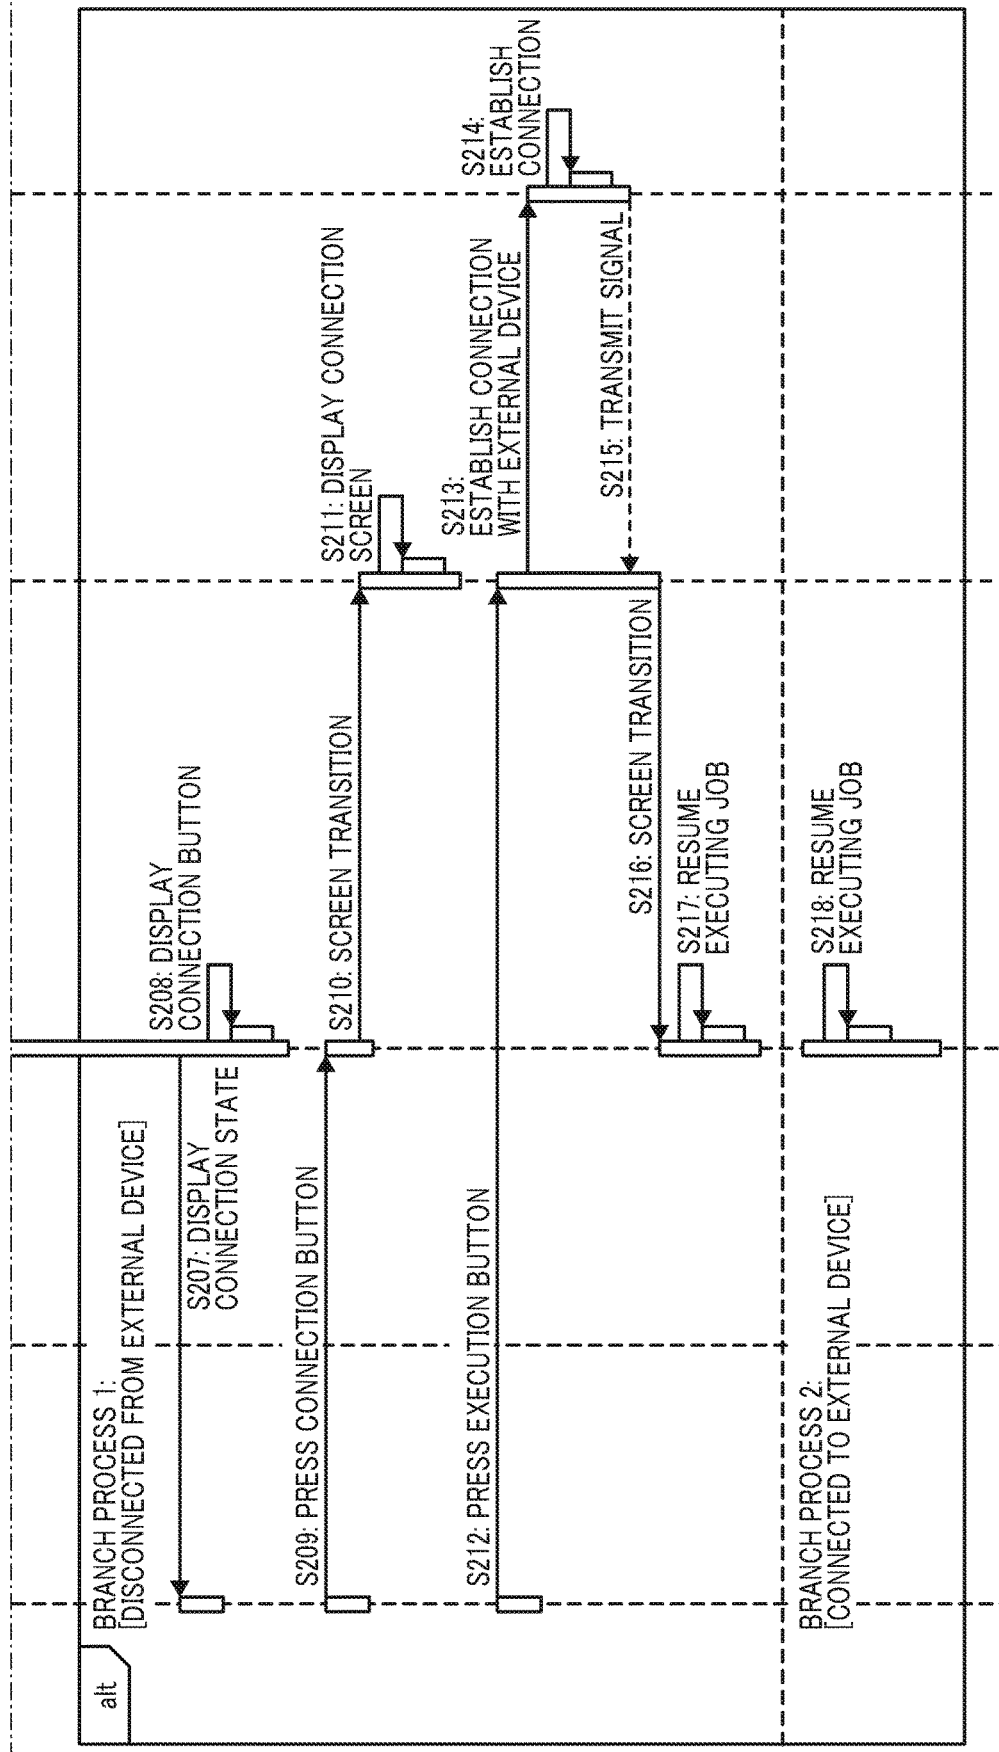 alt
BRANCH PROCESS 1:
[DISCONNECTED FROM EXTERNAL DEVICE]
S207: DISPLAY
CONNECTION STATE
S208: DISPLAY
CONNECTION BUTTON
S209: PRESS CONNECTION BUTTON
S210: SCREEN TRANSITION
S211: DISPLAY CONNECTION
SCREEN
S212: PRESS EXECUTION BUTTON
S213:
ESTABLISH CONNECTION
WITH EXTERNAL DEVICE
S214:
ESTABLISH
CONNECTION
S215: TRANSMIT SIGNAL
S216: SCREEN TRANSITION
S217: RESUME
EXECUTING JOB
BRANCH PROCESS 2:
[CONNECTED TO EXTERNAL DEVICE]
S218: RESUME
EXECUTING JOB